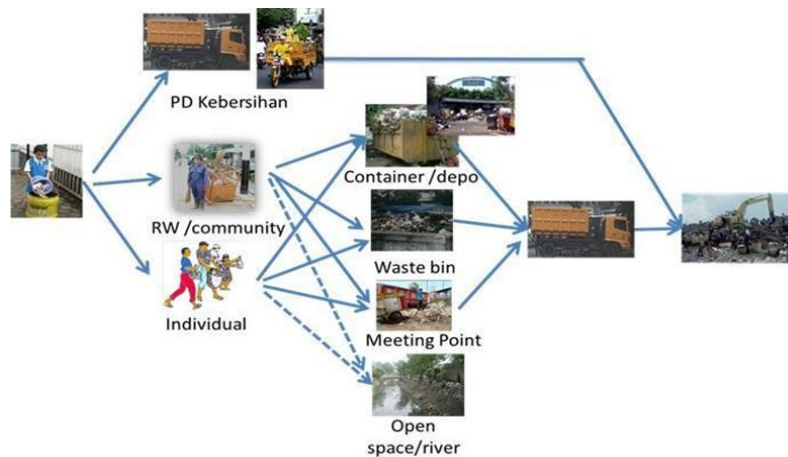 PD Kebersihan
Container /depo
RW /community
Waste bin
Individual
Meeting Point
Open
space/river